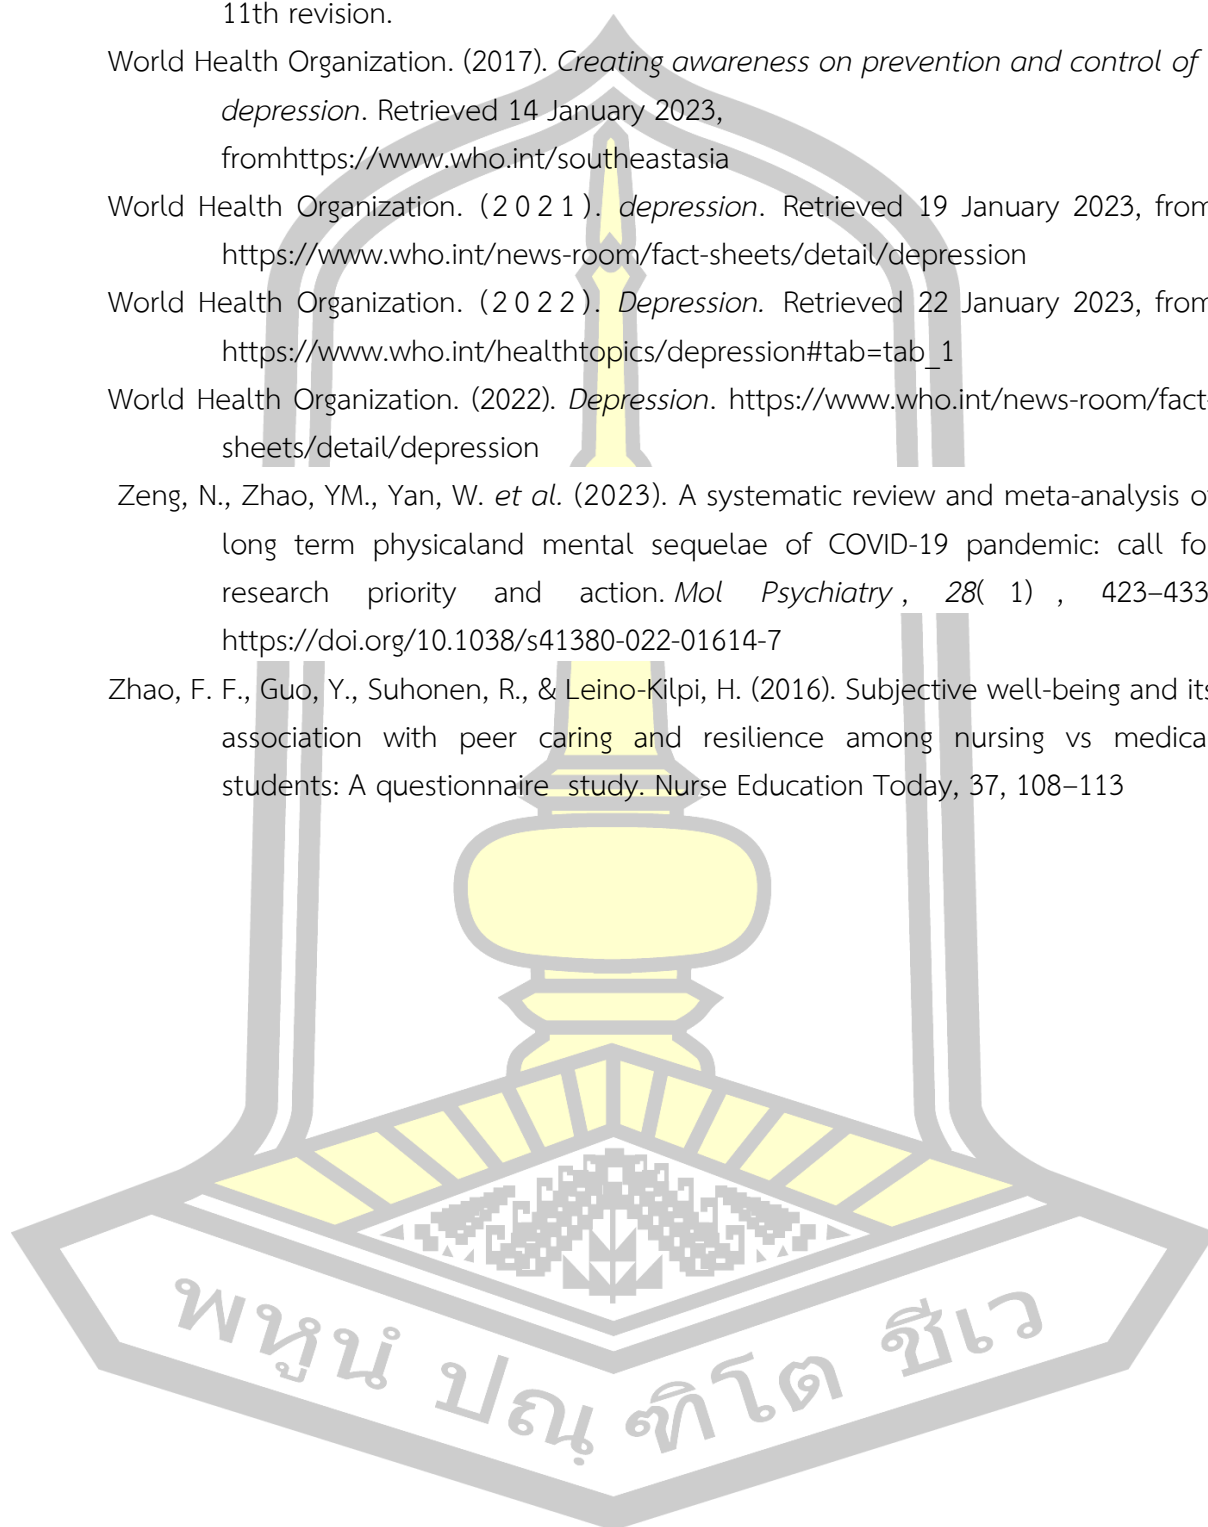 11th revision.
World Health Organization. (2017). Creating awareness on prevention and control of
depression. Retrieved 14 January 2023,
fromhttps://www.who.int/southeastasia
World Health Organization. (2021). depression. Retrieved 19 January 2023, from
https://www.who.int/news-room/fact-sheets/detail/depression
World Health Organization. (2022). Depression. Retrieved 22 January 2023, from
https://www.who.int/healthtopics/depression#tab=tab_1
World Health Organization. (2022). Depression. https://www.who.int/news-room/fact-
sheets/detail/depression
Zeng, N., Zhao, YM., Yan, W. et al. (2023). A systematic review and meta-analysis of
long term physicaland mental sequelae of COVID-19 pandemic: call for
research priority and action. Mol Psychiatry , 28( 1) , 423–433
https://doi.org/10.1038/s41380-022-01614-7
Zhao, F. F., Guo, Y., Suhonen, R., & Leino-Kilpi, H. (2016). Subjective well-being and its
association with peer caring and resilience among nursing vs medical
students: A questionnaire study. Nurse Education Today, 37, 108–113
พหูนํ ปณฺฑิโต ชีเว